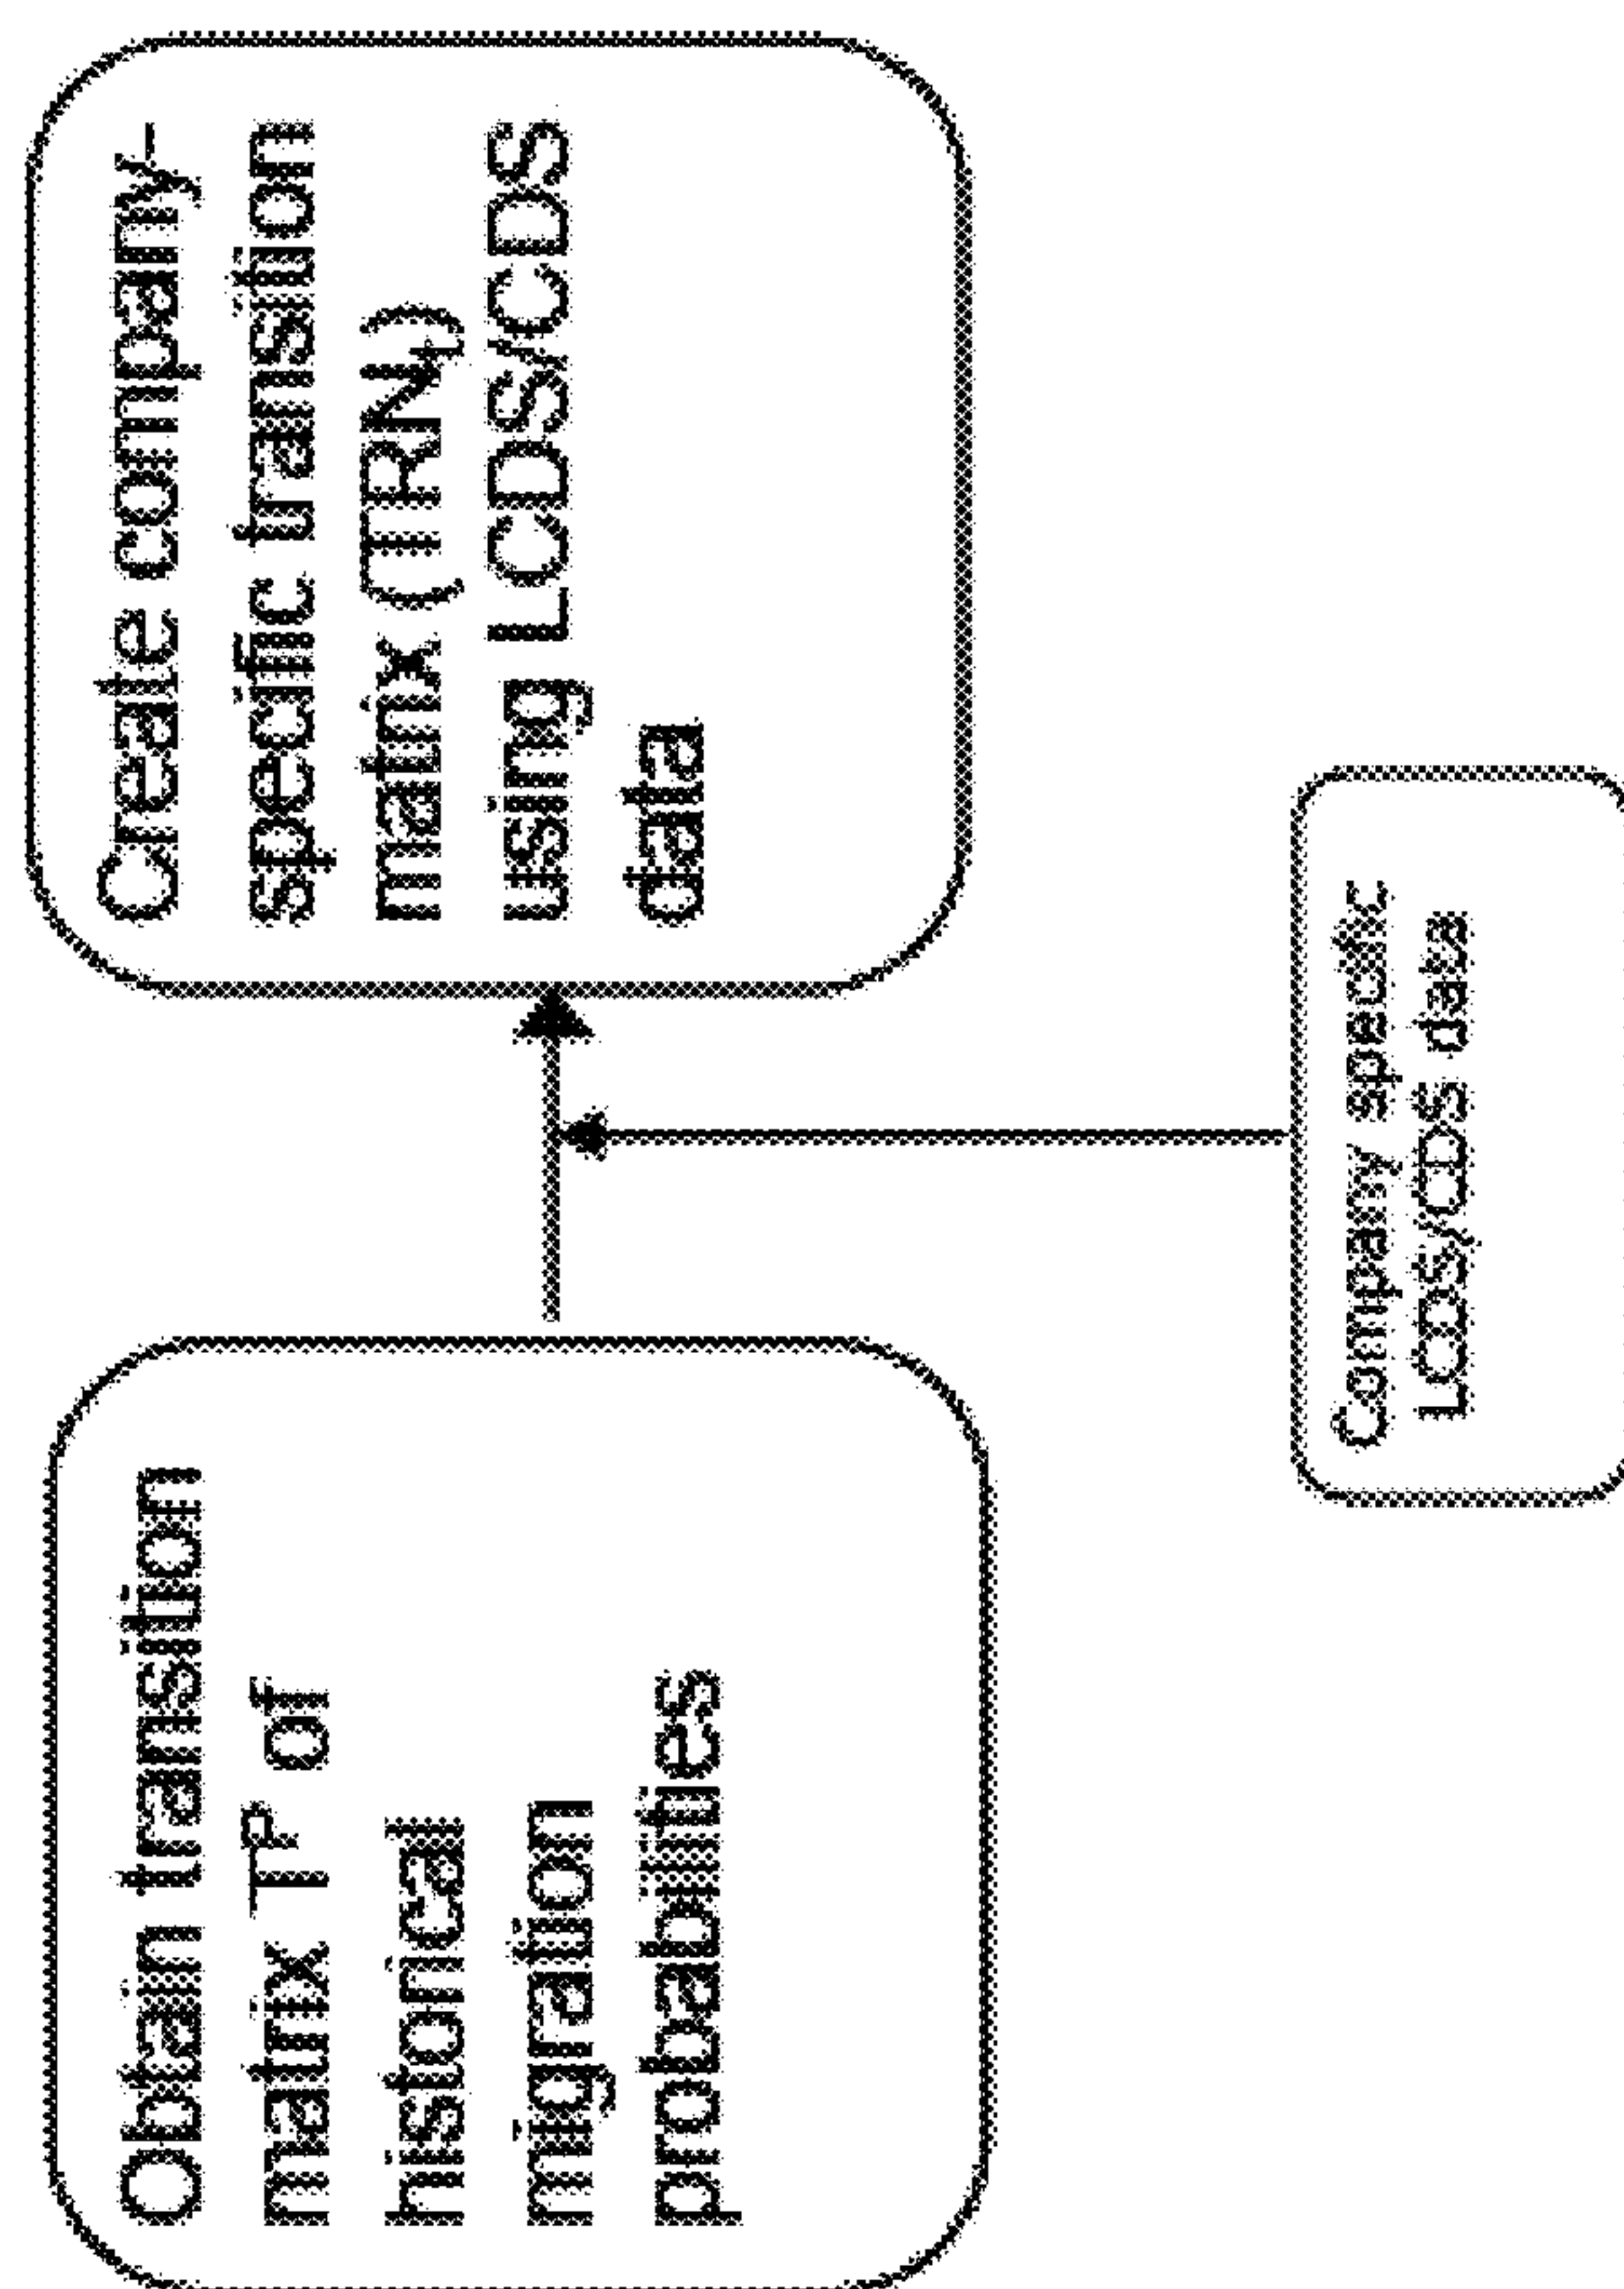 Obtain transition
matrix Tᴾ of
historical
migration
probabilities
Create company-
specific transition
matrix (TRN,)
using LCDS/CDS
data
Company specific
LCDS/CDS data